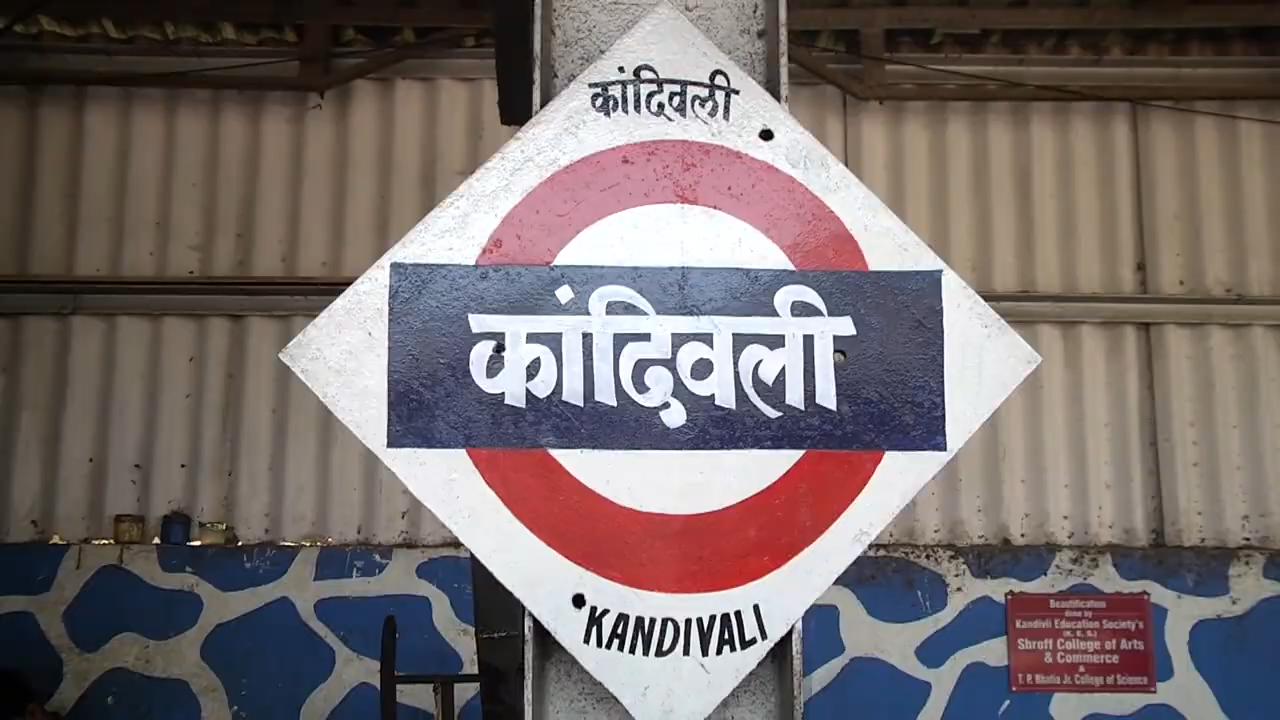 कांदिवली
कांदिवली
KANDIVALI
Beautification
done by
Kandivli Education Society's
(K. E. S.)
Shroff College of Arts
& Commerce
&
T. P. Bhatia Jr. College of Science